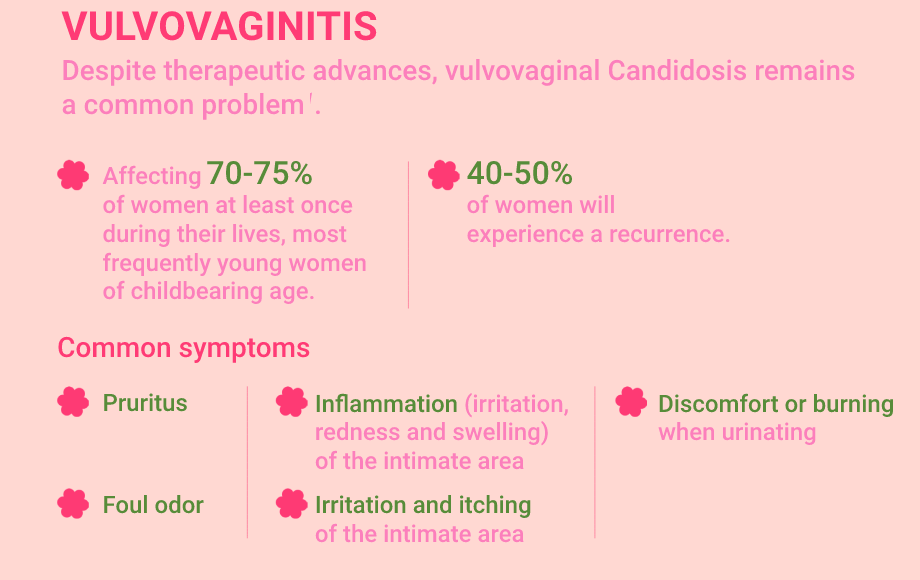 VULVOVAGINITIS
Despite therapeutic advances, vulvovaginal Candidosis remains
a common problem.
Affecting 70-75%
of women at least once
during their lives, most
frequently young women
of childbearing age.
40-50%
of women will
experience a recurrence.
Common symptoms
Pruritus
Foul odor
Inflammation (irritation,
redness and swelling)
of the intimate area
Irritation and itching
of the intimate area
Discomfort or burning
when urinating